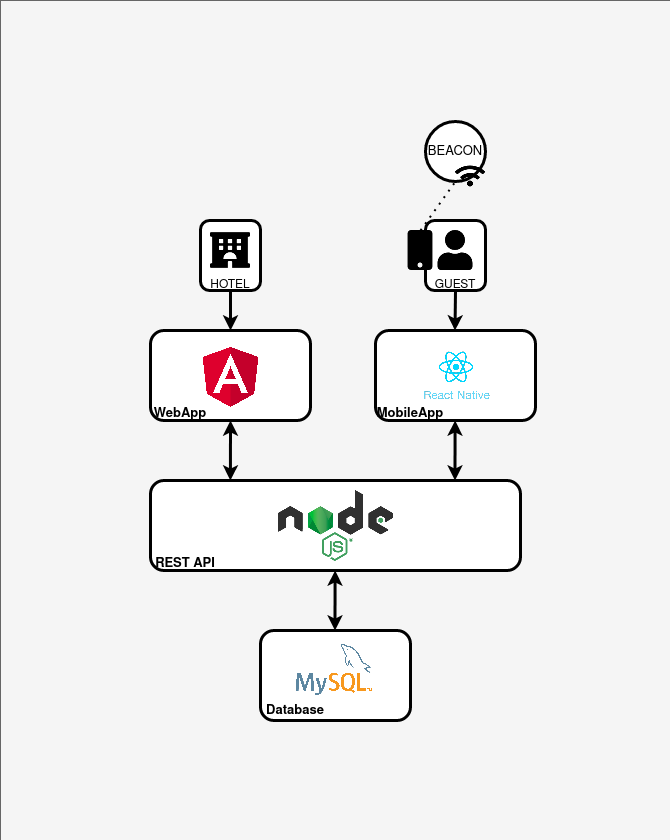 BEACON
HOTEL
GUEST
React Native
WebApp
MobileApp
node
JS
REST API
MySQL
Database